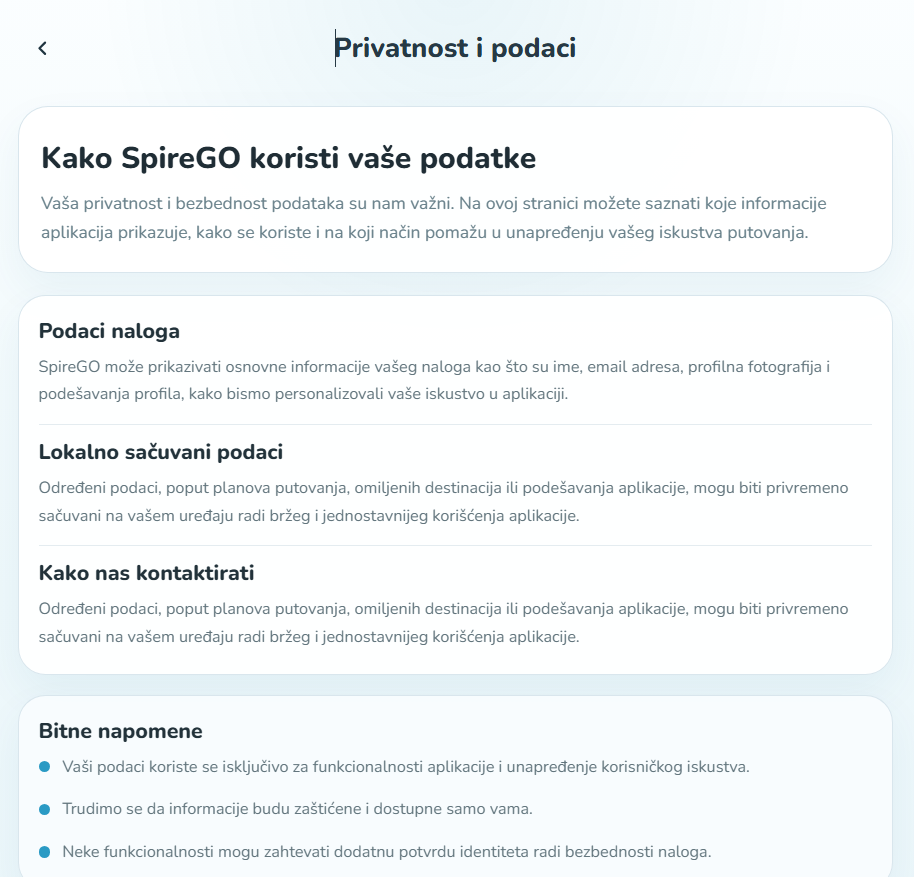 Privatnost i podaci
Kako SpireGO koristi vaše podatke
Vaša privatnost i bezbednost podataka su nam važni. Na ovoj stranici možete saznati koje informacije
aplikacija prikazuje, kako se koriste i na koji način pomažu u unapređenju vašeg iskustva putovanja.
Podaci naloga
SpireGO može prikazivati osnovne informacije vašeg naloga kao što su ime, email adresa, profilna fotografija i
podešavanja profila, kako bismo personalizovali vaše iskustvo u aplikaciji.
Lokalno sačuvani podaci
Određeni podaci, poput planova putovanja, omiljenih destinacija ili podešavanja aplikacije, mogu biti privremeno
sačuvani na vašem uređaju radi bržeg i jednostavnijeg korišćenja aplikacije.
Kako nas kontaktirati
Određeni podaci, poput planova putovanja, omiljenih destinacija ili podešavanja aplikacije, mogu biti privremeno
sačuvani na vašem uređaju radi bržeg i jednostavnijeg korišćenja aplikacije.
Bitne napomene
Vaši podaci koriste se isključivo za funkcionalnosti aplikacije i unapređenje korisničkog iskustva.
Trudimo se da informacije budu zaštićene i dostupne samo vama.
Neke funkcionalnosti mogu zahtevati dodatnu potvrdu identiteta radi bezbednosti naloga.